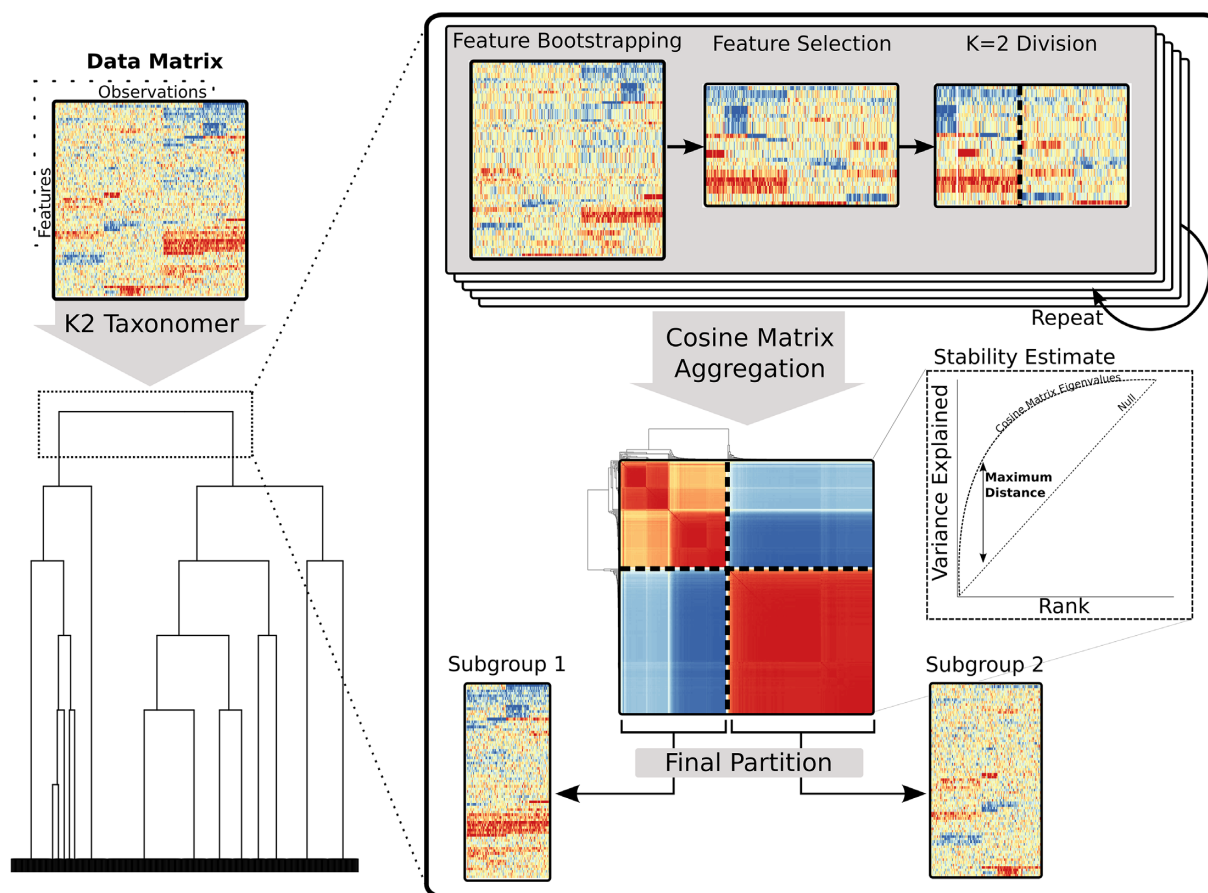 Data Matrix
Observations
Features
K2 Taxonomer
Feature Bootstrapping
Feature Selection
K=2 Division
Repeat
Cosine Matrix
Aggregation
Stability Estimate
Cosine Matrix Eigenvalues
Null
Maximum
Distance
Variance Explained
Rank
Subgroup 1
Subgroup 2
Final Partition